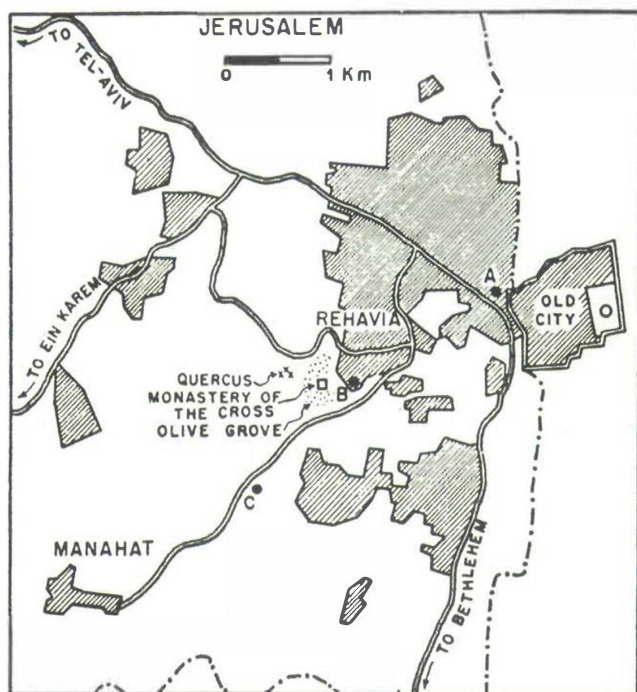 JERUSALEM
0 1 Km
TO TEL-AVIV
TO EIN KAREM
REHAVIA
A
OLD
CITY
QUERCUS
MONASTERY OF
THE CROSS
OLIVE GROVE
B
C
MANAHAT
TO BETHLEHEM